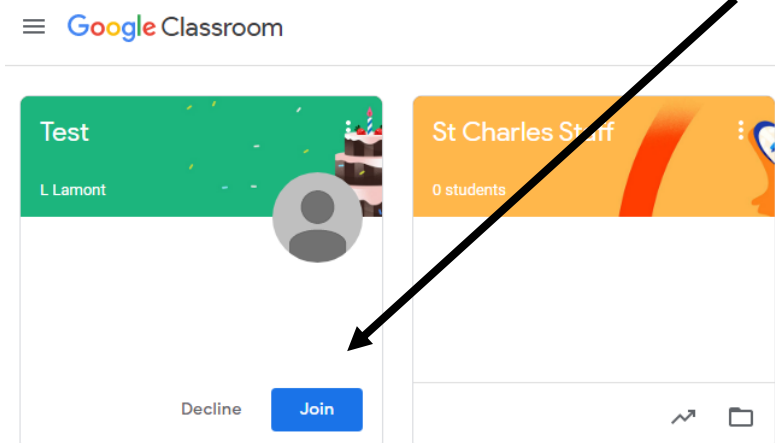 Google Classroom
Test
L Lamont
Decline
Join
St Charles Staff
0 students